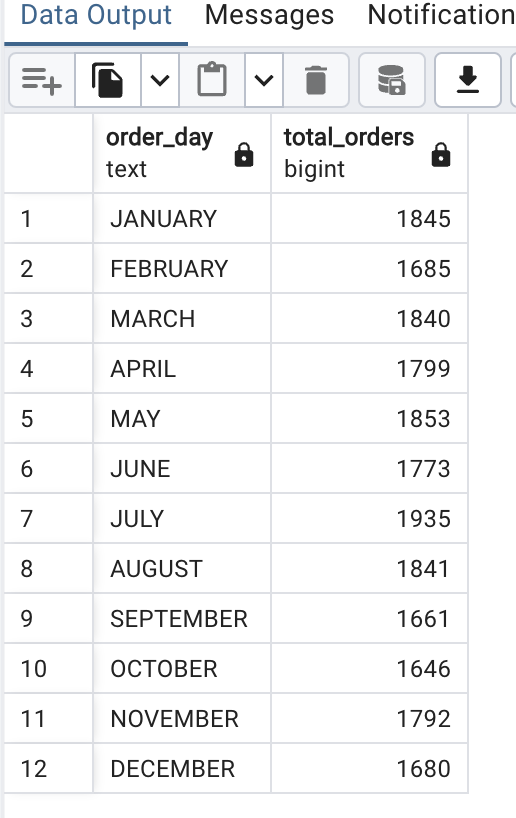 Data Output Messages Notification
order_day total_orders
text bigint
1 JANUARY 1845
2 FEBRUARY 1685
3 MARCH 1840
4 APRIL 1799
5 MAY 1853
6 JUNE 1773
7 JULY 1935
8 AUGUST 1841
9 SEPTEMBER 1661
10 OCTOBER 1646
11 NOVEMBER 1792
12 DECEMBER 1680